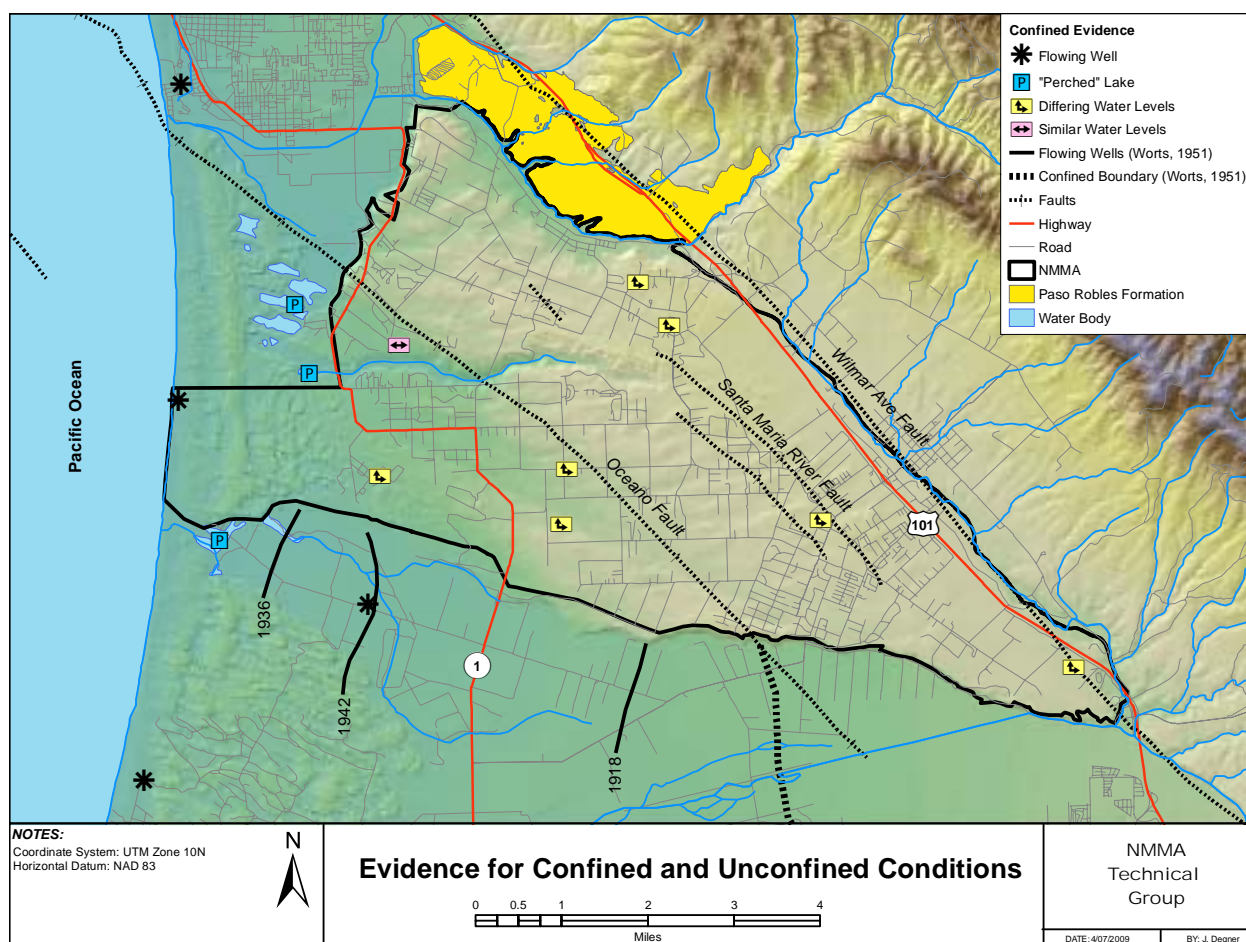 Confined Evidence
Flowing Well
P "Perched" Lake
Differing Water Levels
Similar Water Levels
Flowing Wells (Worts, 1951)
Confined Boundary (Worts, 1951)
Faults
Highway
Road
NMMA
Paso Robles Formation
Water Body
P
P
Pacific Ocean
Wilmar Ave Fault
Santa Maria River Fault
Oceano Fault
101
P
1936
1942
1
1918
NOTES:
Coordinate System: UTM Zone 10N
Horizontal Datum: NAD 83
N
Evidence for Confined and Unconfined Conditions
0 0.5 1 2 3 4
Miles
NMMA
Technical
Group
DATE: 4/07/2009
BY: J. Degner